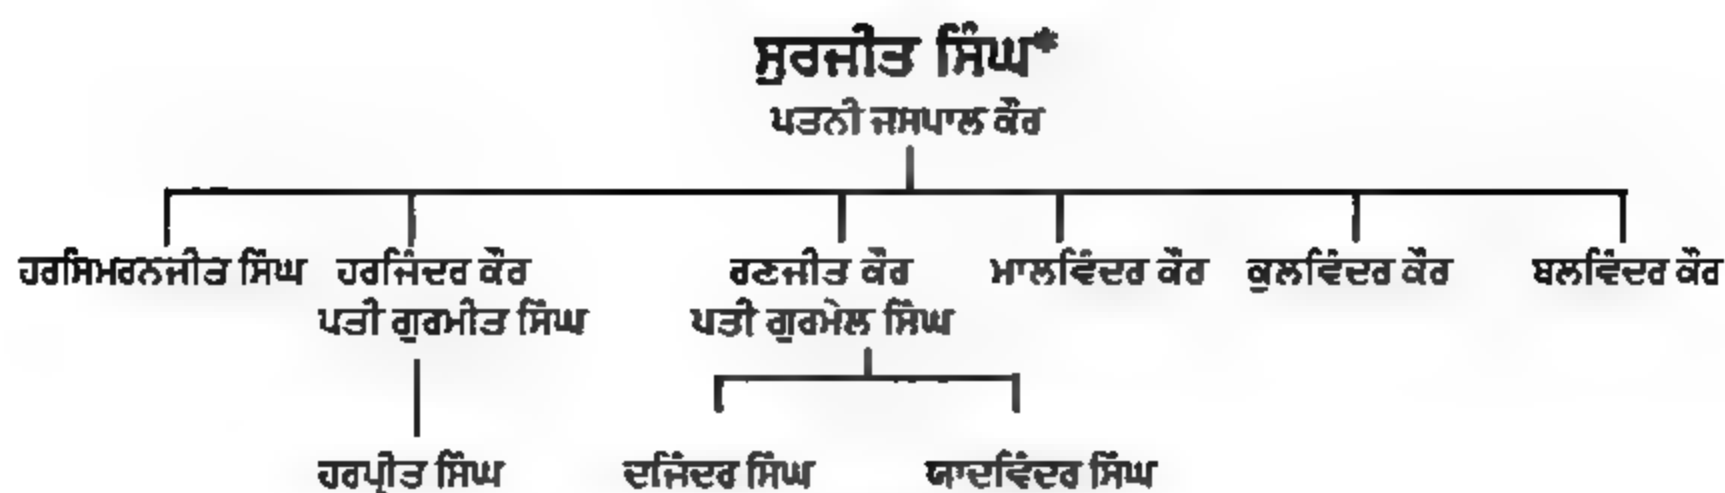 ਸੁਰਜੀਤ ਸਿੰਘ*
ਪਤਨੀ ਜਸਪਾਲ ਕੌਰ
ਹਰਸਿਮਰਨਜੀਤ ਸਿੰਘ ਹਰਜਿੰਦਰ ਕੌਰ ਰਣਜੀਤ ਕੌਰ ਮਾਲਵਿੰਦਰ ਕੌਰ ਕੁਲਵਿੰਦਰ ਕੌਰ ਬਲਵਿੰਦਰ ਕੌਰ
ਪਤੀ ਗੁਰਮੀਤ ਸਿੰਘ ਪਤੀ ਗੁਰਮੇਲ ਸਿੰਘ
ਹਰਪ੍ਰੀਤ ਸਿੰਘ ਦਜਿੰਦਰ ਸਿੰਘ ਯਾਦਵਿੰਦਰ ਸਿੰਘ